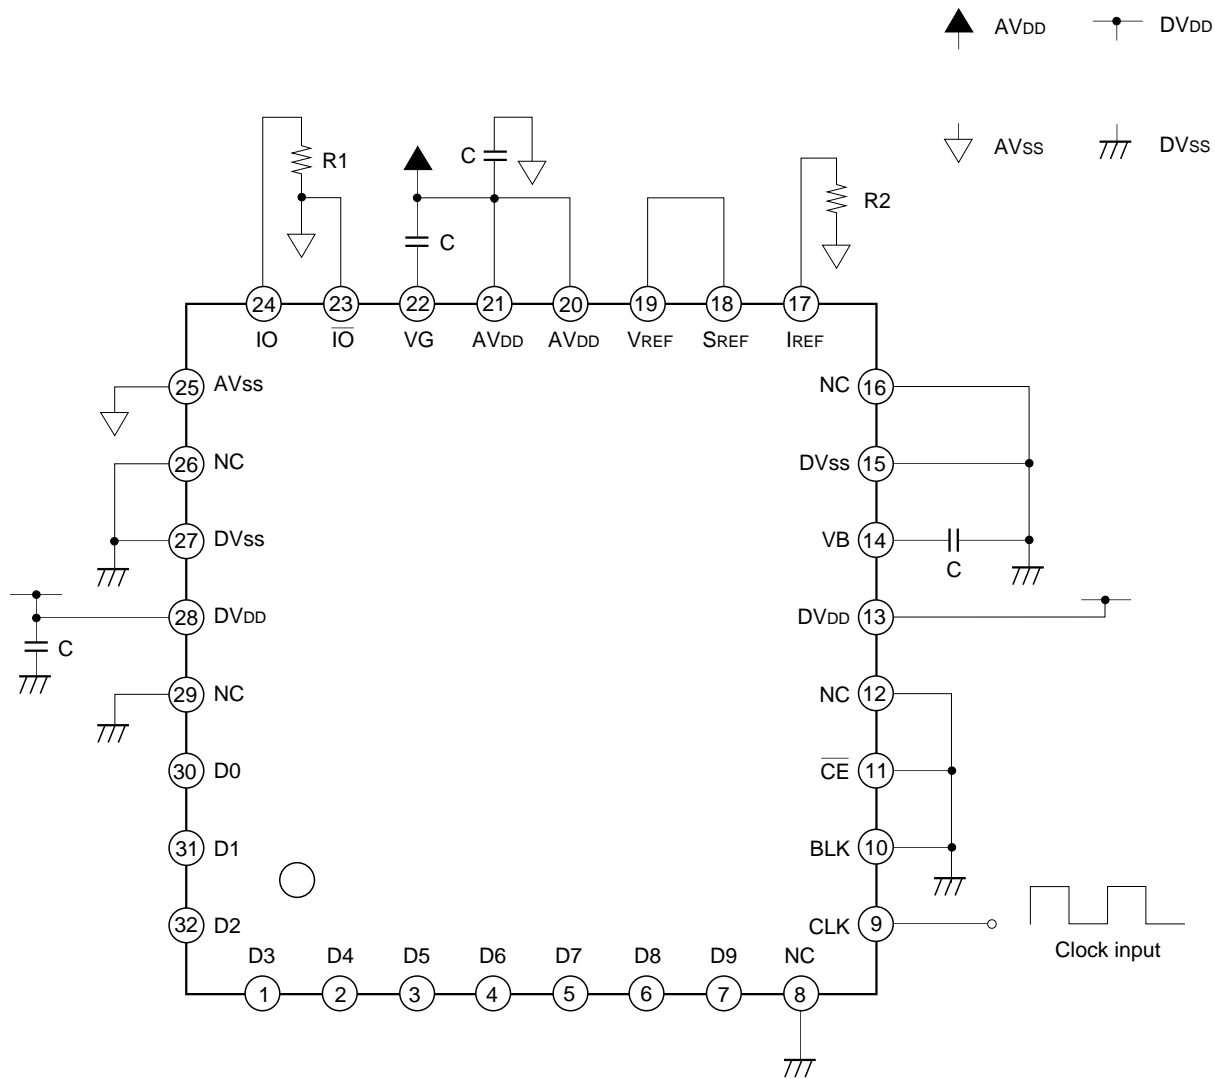 AVDD DVDD
AVSS DVSS
R1 C C R2
24 23 22 21 20 19 18 17
IO I̅O̅ VG AVDD AVDD VREF SREF IREF
25 AVSS NC 16
26 NC DVSS 15
27 DVSS VB 14
C
28 DVDD DVDD 13
C
29 NC NC 12
30 D0 C̅E̅ 11
31 D1 BLK 10
32 D2 CLK 9
Clock input
D3 D4 D5 D6 D7 D8 D9 NC
1 2 3 4 5 6 7 8